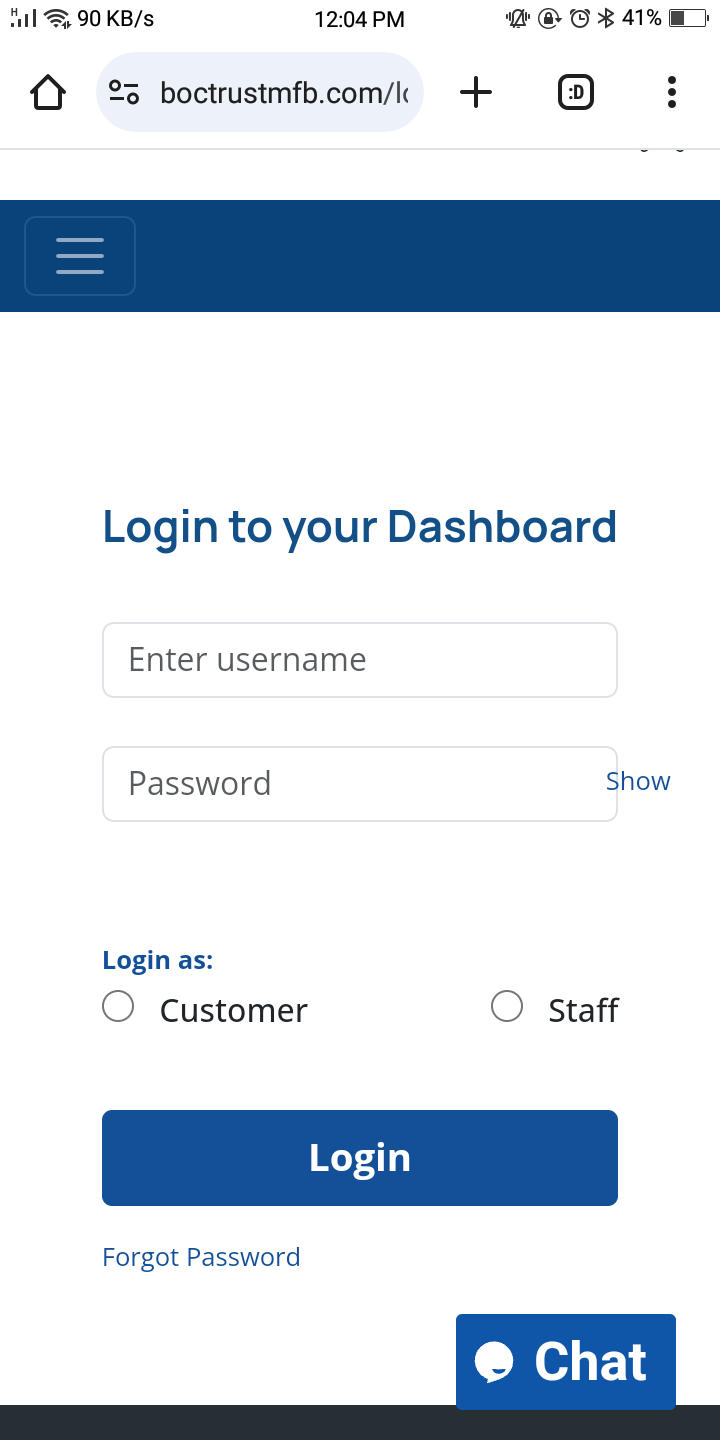 H 90 KB/s 12:04 PM 41%
boctrustmfb.com/l
:D
Login to your Dashboard
Enter username
Password
Show
Login as:
Customer Staff
Login
Forgot Password
Chat